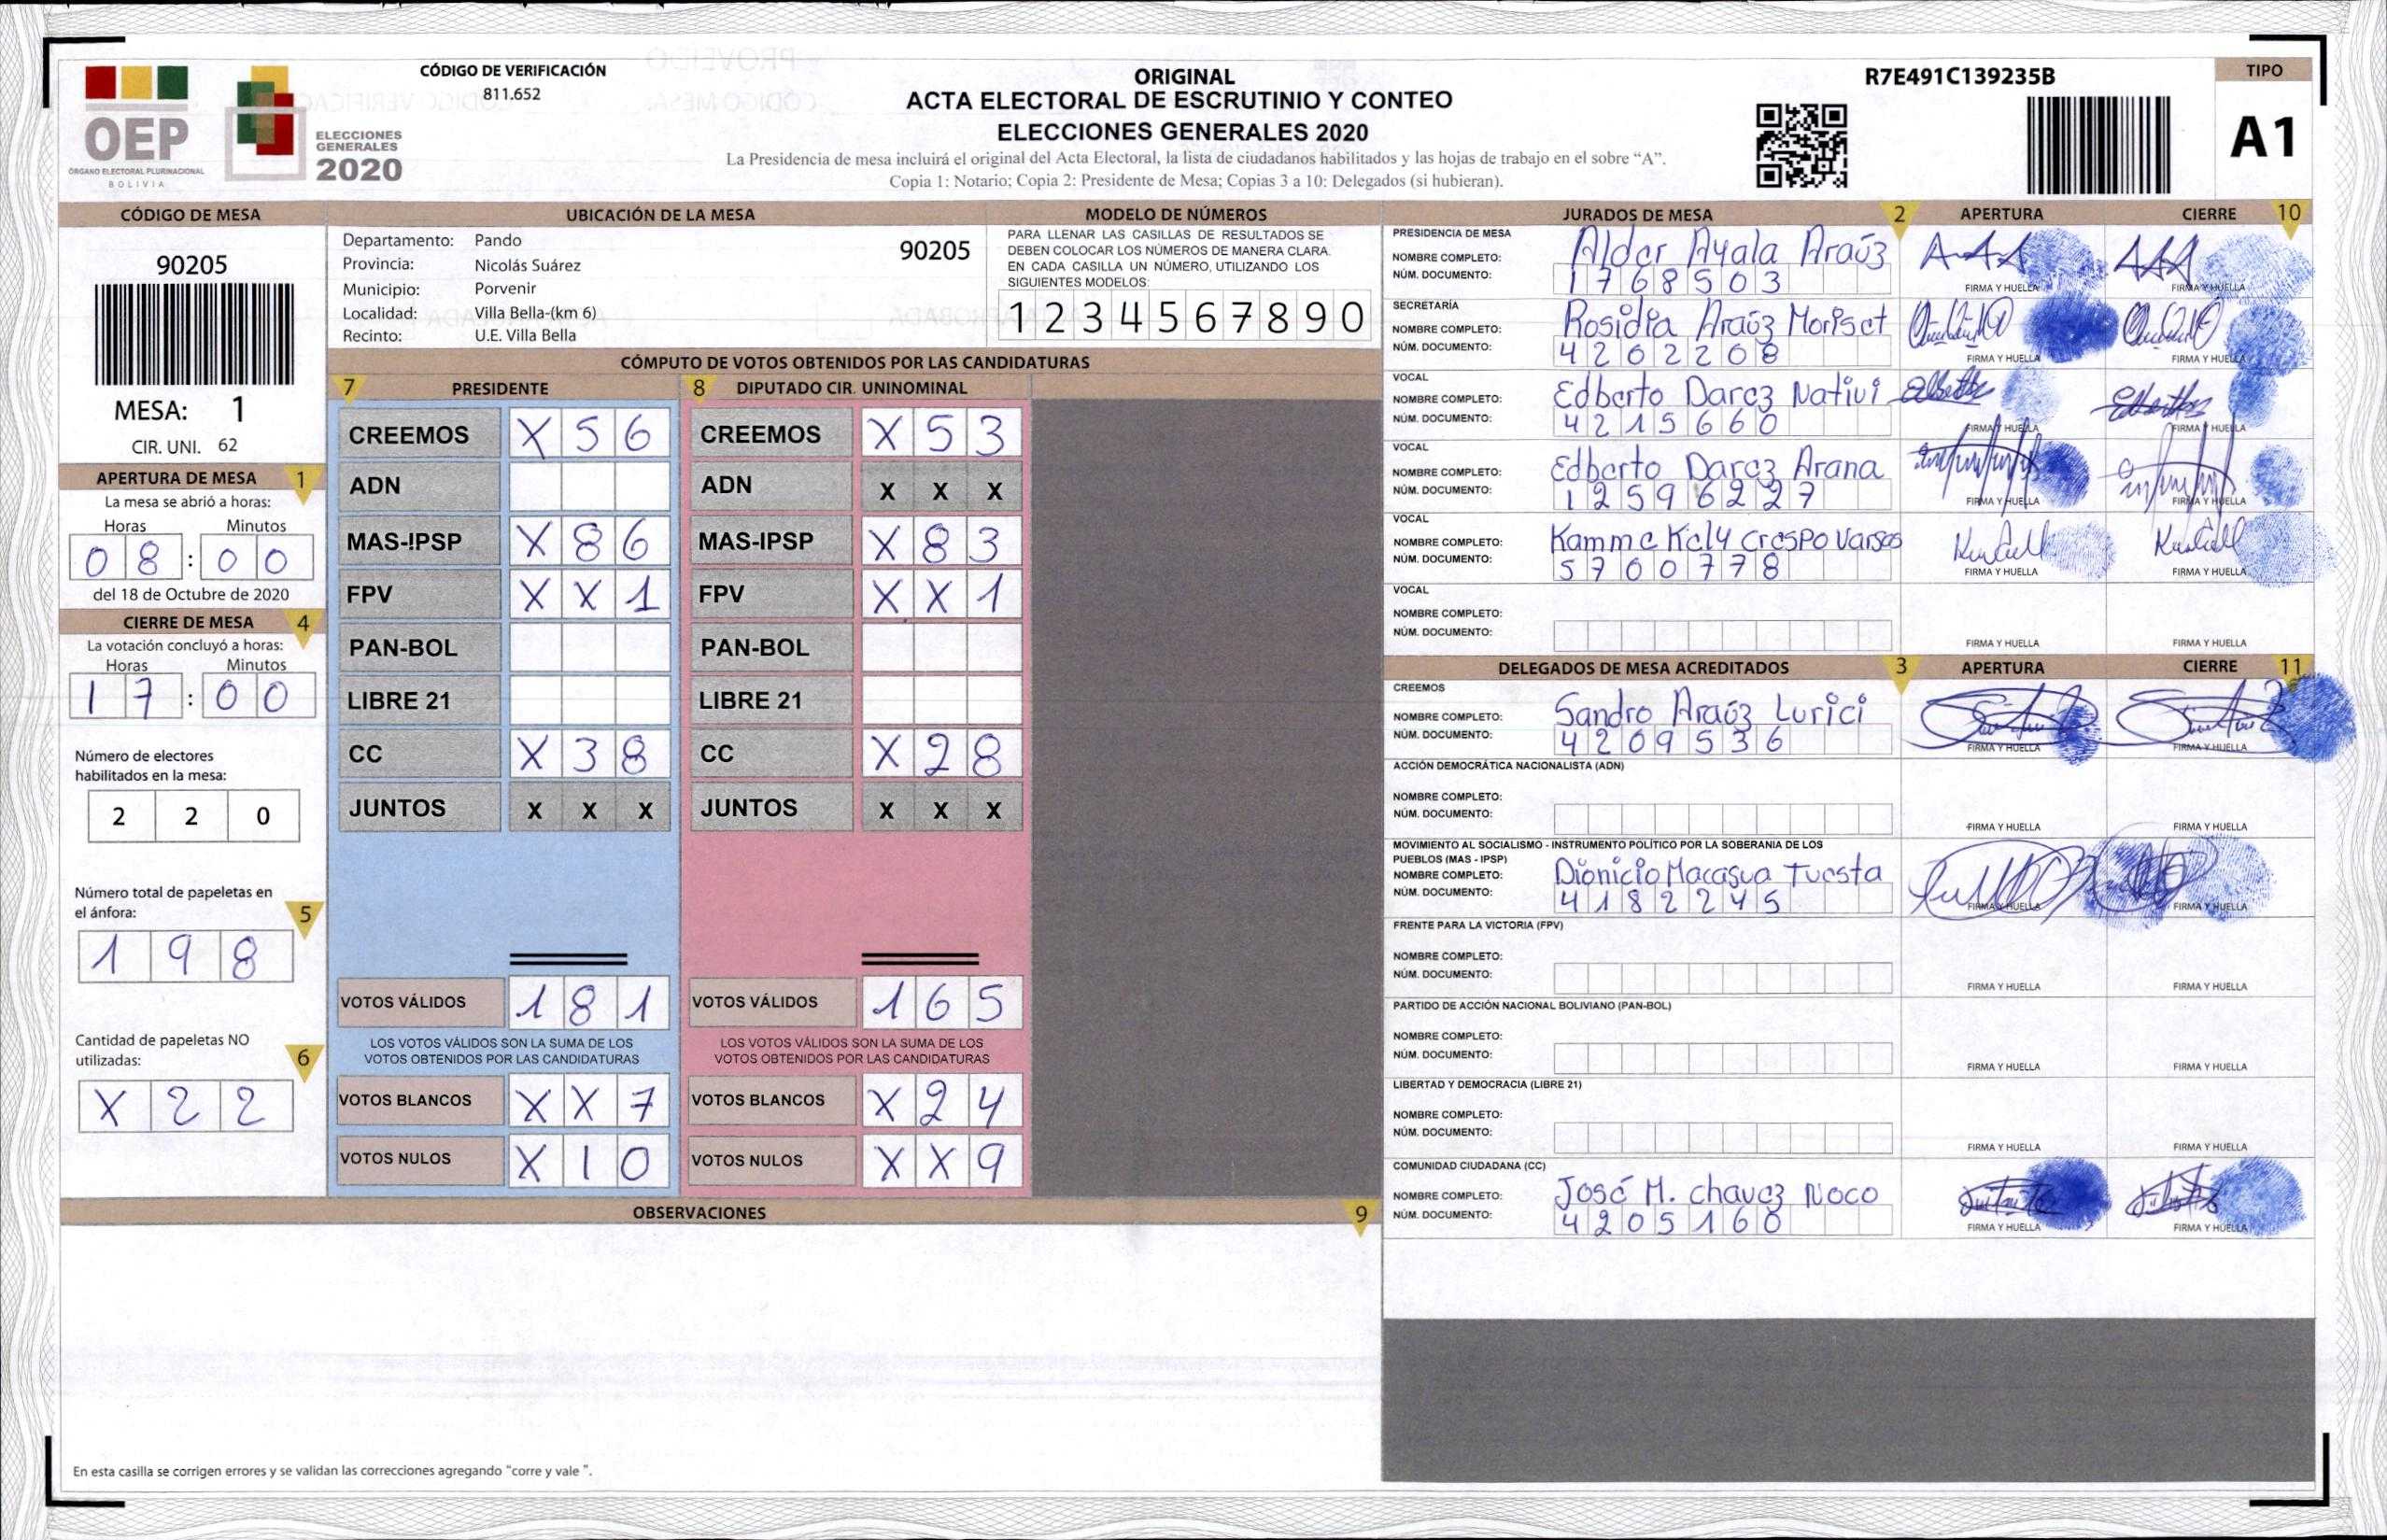 OEP
ÓRGANO ELECTORAL PLURINACIONAL
BOLIVIA
ELECCIONES
GENERALES
2020
CÓDIGO DE VERIFICACIÓN
811.652
ORIGINAL
ACTA ELECTORAL DE ESCRUTINIO Y CONTEO
ELECCIONES GENERALES 2020
La Presidencia de mesa incluirá el original del Acta Electoral, la lista de ciudadanos habilitados y las hojas de trabajo en el sobre “A”.
Copia 1: Notario; Copia 2: Presidente de Mesa; Copias 3 a 10: Delegados (si hubieran).
R7E491C139235B
TIPO
A1
CÓDIGO DE MESA
90205
MESA: 1
CIR. UNI. 62
APERTURA DE MESA 1
La mesa se abrió a horas:
Horas Minutos
08:00
del 18 de Octubre de 2020
CIERRE DE MESA 4
La votación concluyó a horas:
Horas Minutos
17:00
Número de electores
habilitados en la mesa:
2 2 0
Número total de papeletas en
el ánfora: 5
1 9 8
Cantidad de papeletas NO
utilizadas: 6
X 2 2
UBICACIÓN DE LA MESA
Departamento: Pando
90205
Provincia: Nicolás Suárez
Municipio: Porvenir
Localidad: Villa Bella-(km 6)
Recinto: U.E. Villa Bella
MODELO DE NÚMEROS
PARA LLENAR LAS CASILLAS DE RESULTADOS SE
DEBEN COLOCAR LOS NÚMEROS DE MANERA CLARA.
EN CADA CASILLA UN NÚMERO, UTILIZANDO LOS
SIGUIENTES MODELOS:
1 2 3 4 5 6 7 8 9 0
CÓMPUTO DE VOTOS OBTENIDOS POR LAS CANDIDATURAS
7 PRESIDENTE
CREEMOS X 5 6
ADN
MAS-IPSP X 8 6
FPV X X 1
PAN-BOL
LIBRE 21
CC X 3 8
JUNTOS X X X
VOTOS VÁLIDOS 1 8 1
LOS VOTOS VÁLIDOS SON LA SUMA DE LOS
VOTOS OBTENIDOS POR LAS CANDIDATURAS
VOTOS BLANCOS X X 7
VOTOS NULOS X 1 0
8 DIPUTADO CIR. UNINOMINAL
CREEMOS X 5 3
ADN X X X
MAS-IPSP X 8 3
FPV X X 1
PAN-BOL
LIBRE 21
CC X 2 8
JUNTOS X X X
VOTOS VÁLIDOS 1 6 5
LOS VOTOS VÁLIDOS SON LA SUMA DE LOS
VOTOS OBTENIDOS POR LAS CANDIDATURAS
VOTOS BLANCOS X 2 4
VOTOS NULOS X X 9
OBSERVACIONES 9
En esta casilla se corrigen errores y se validan las correcciones agregando “corre y vale ”.
JURADOS DE MESA 2 APERTURA CIERRE 10
PRESIDENCIA DE MESA
NOMBRE COMPLETO: Alder Ayala Araúz
NÚM. DOCUMENTO: 1768503
FIRMA Y HUELLA FIRMA Y HUELLA
SECRETARÍA
NOMBRE COMPLETO: Rosidia Araúz Moriset
NÚM. DOCUMENTO: 4202208
FIRMA Y HUELLA FIRMA Y HUELLA
VOCAL
NOMBRE COMPLETO: Edberto Darez Nativi
NÚM. DOCUMENTO: 4215660
FIRMA Y HUELLA FIRMA Y HUELLA
VOCAL
NOMBRE COMPLETO: Edberto Darez Arana
NÚM. DOCUMENTO: 12596227
FIRMA Y HUELLA FIRMA Y HUELLA
VOCAL
NOMBRE COMPLETO: Kamme Kely Crespo Vargas
NÚM. DOCUMENTO: 5700778
FIRMA Y HUELLA FIRMA Y HUELLA
VOCAL
NOMBRE COMPLETO:
NÚM. DOCUMENTO:
FIRMA Y HUELLA FIRMA Y HUELLA
DELEGADOS DE MESA ACREDITADOS 3 APERTURA CIERRE 11
CREEMOS
NOMBRE COMPLETO: Sandro Araúz Lurici
NÚM. DOCUMENTO: 4209536
FIRMA Y HUELLA FIRMA Y HUELLA
ACCIÓN DEMOCRÁTICA NACIONALISTA (ADN)
NOMBRE COMPLETO:
NÚM. DOCUMENTO:
FIRMA Y HUELLA FIRMA Y HUELLA
MOVIMIENTO AL SOCIALISMO - INSTRUMENTO POLÍTICO POR LA SOBERANIA DE LOS
PUEBLOS (MAS - IPSP)
NOMBRE COMPLETO: Dionicio Macagua Tuesta
NÚM. DOCUMENTO: 4182245
FIRMA Y HUELLA FIRMA Y HUELLA
FRENTE PARA LA VICTORIA (FPV)
NOMBRE COMPLETO:
NÚM. DOCUMENTO:
FIRMA Y HUELLA FIRMA Y HUELLA
PARTIDO DE ACCIÓN NACIONAL BOLIVIANO (PAN-BOL)
NOMBRE COMPLETO:
NÚM. DOCUMENTO:
FIRMA Y HUELLA FIRMA Y HUELLA
LIBERTAD Y DEMOCRACIA (LIBRE 21)
NOMBRE COMPLETO:
NÚM. DOCUMENTO:
FIRMA Y HUELLA FIRMA Y HUELLA
COMUNIDAD CIUDADANA (CC)
NOMBRE COMPLETO: José M. chavez Noco
NÚM. DOCUMENTO: 4205160
FIRMA Y HUELLA FIRMA Y HUELLA